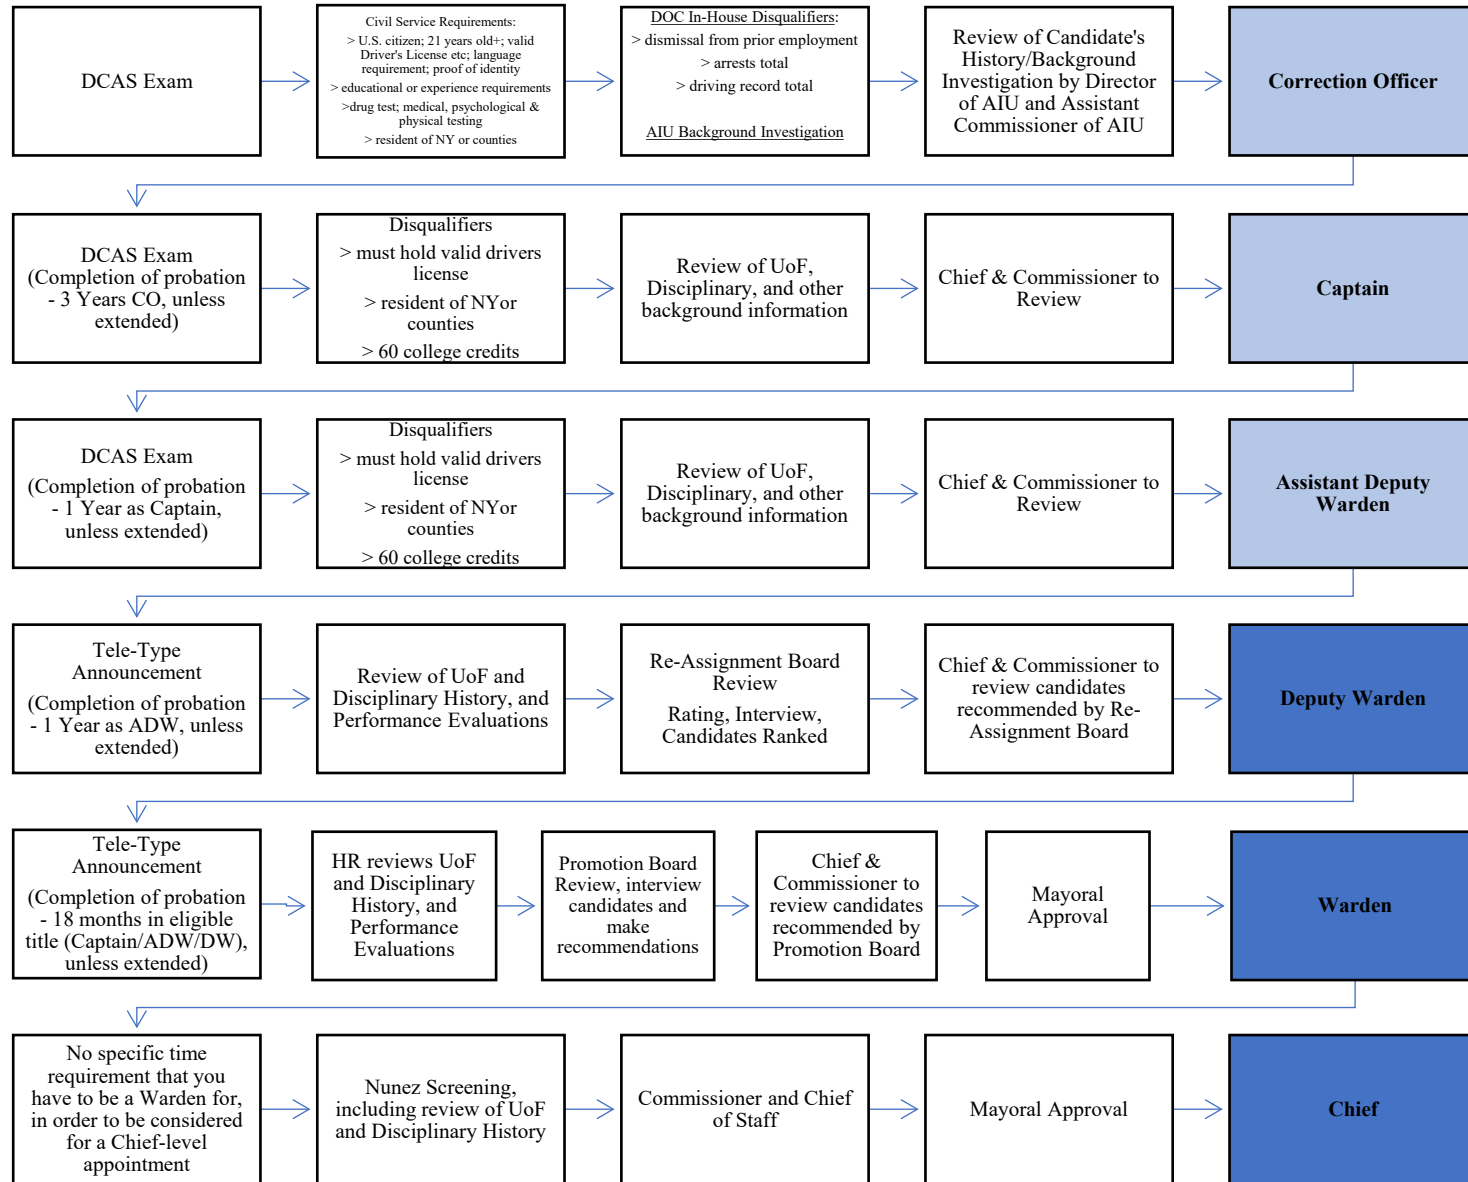 DCAS Exam
Civil Service Requirements:
> U.S. citizen; 21 years old+; valid
Driver's License etc; language
requirement; proof of identity
> educational or experience requirements
>drug test; medical, psychological &
physical testing
> resident of NY or counties
DOC In-House Disqualifiers:
> dismissal from prior employment
> arrests total
> driving record total
AIU Background Investigation
Review of Candidate's
History/Background
Investigation by Director
of AIU and Assistant
Commissioner of AIU
Correction Officer
DCAS Exam
(Completion of probation
- 3 Years CO, unless
extended)
Disqualifiers
> must hold valid drivers
license
> resident of NYor
counties
> 60 college credits
Review of UoF,
Disciplinary, and other
background information
Chief & Commissioner to
Review
Captain
DCAS Exam
(Completion of probation
- 1 Year as Captain,
unless extended)
Disqualifiers
> must hold valid drivers
license
> resident of NYor
counties
> 60 college credits
Review of UoF,
Disciplinary, and other
background information
Chief & Commissioner to
Review
Assistant Deputy
Warden
Tele-Type
Announcement
(Completion of probation
- 1 Year as ADW, unless
extended)
Review of UoF and
Disciplinary History, and
Performance Evaluations
Re-Assignment Board
Review
Rating, Interview,
Candidates Ranked
Chief & Commissioner to
review candidates
recommended by Re-
Assignment Board
Deputy Warden
Tele-Type
Announcement
(Completion of probation
- 18 months in eligible
title (Captain/ADW/DW),
unless extended)
HR reviews UoF
and Disciplinary
History, and
Performance
Evaluations
Promotion Board
Review, interview
candidates and
make
recommendations
Chief &
Commissioner to
review candidates
recommended by
Promotion Board
Mayoral
Approval
Warden
No specific time
requirement that you
have to be a Warden for,
in order to be considered
for a Chief-level
appointment
Nunez Screening,
including review of UoF
and Disciplinary History
Commissioner and Chief
of Staff
Mayoral Approval
Chief